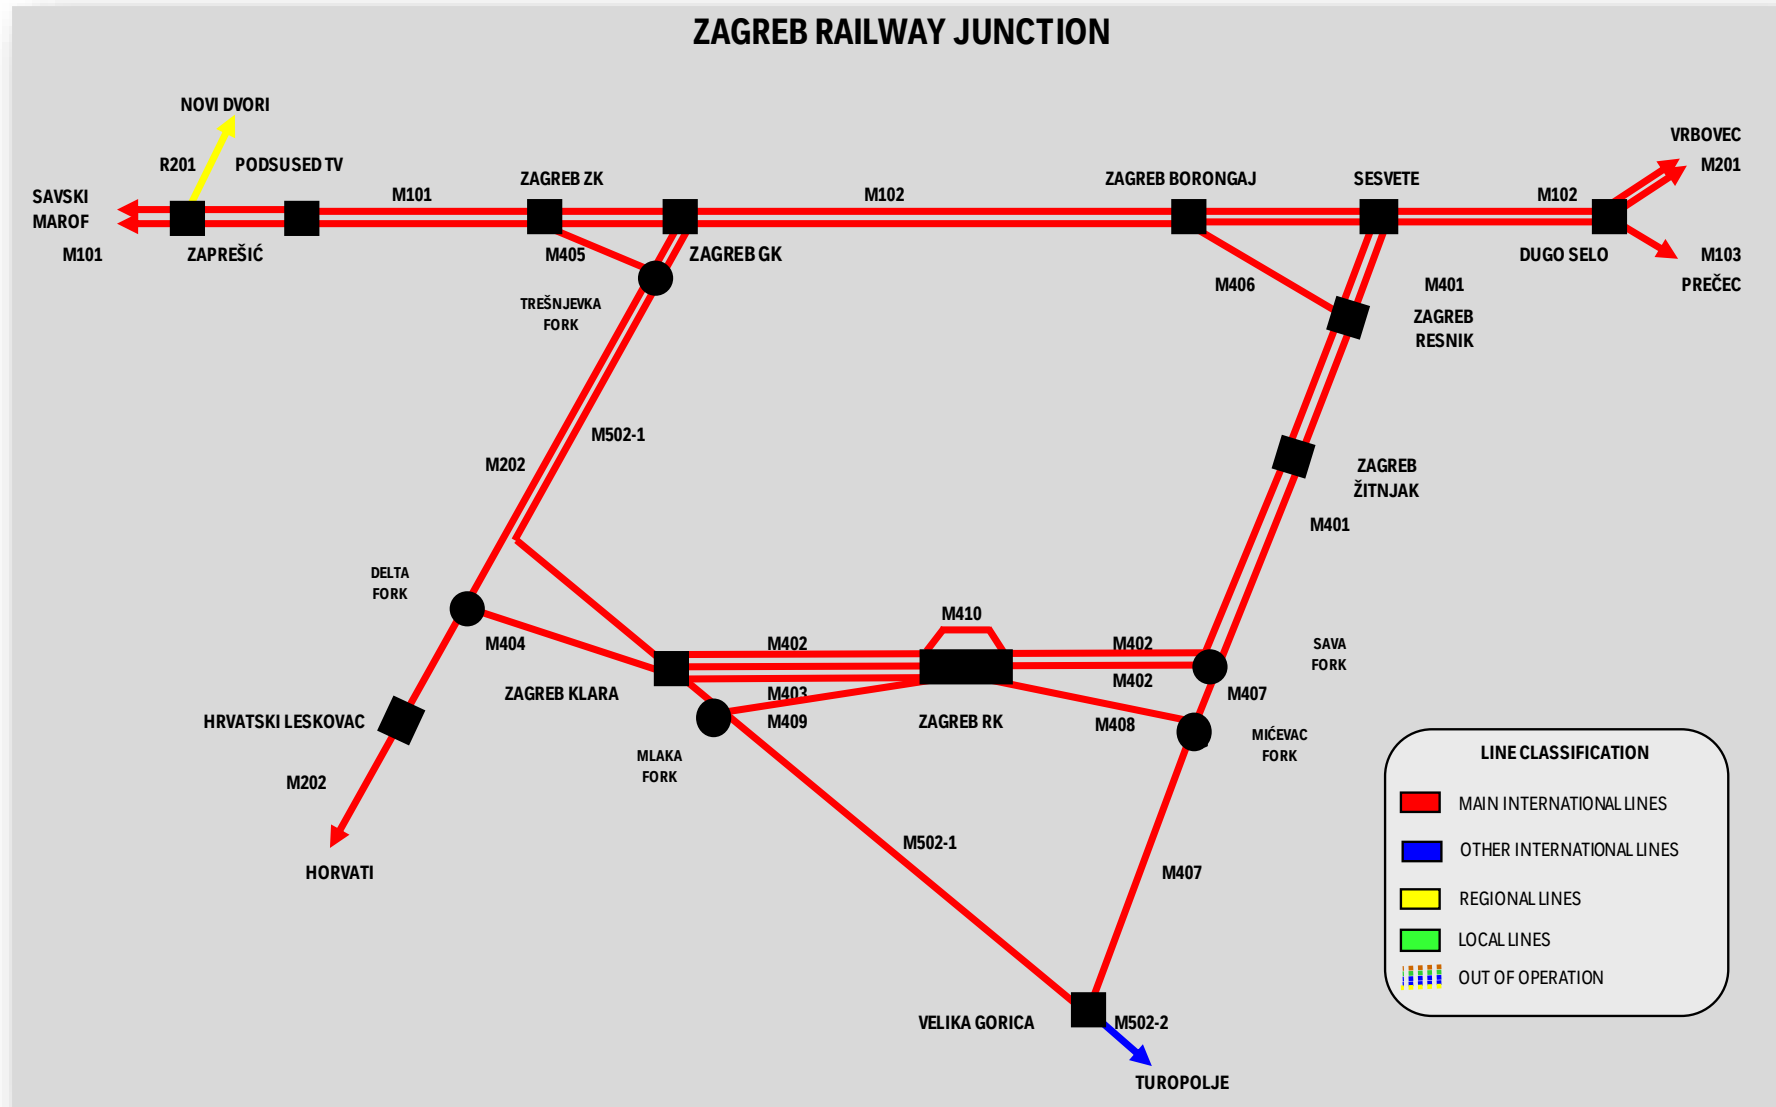 ZAGREB RAILWAY JUNCTION
NOVI DVORI
VRBOVEC
R201
PODSUSED TV
M201
ZAGREB ZK
ZAGREB BORONGAJ
SESVETE
SAVSKI
MAROF
M101
M102
M102
M101
ZAPREŠIĆ
M405
ZAGREB GK
DUGO SELO
M103
PREČEC
M406
M401
TREŠNJEVKA
FORK
ZAGREB
RESNIK
M502-1
M202
ZAGREB
ŽITNJAK
M401
DELTA
FORK
M410
M404
M402
M402
SAVA
FORK
ZAGREB KLARA
M403
M402
M407
HRVATSKI LESKOVAC
M409
ZAGREB RK
M408
MIĆEVAC
FORK
MLAKA
FORK
M202
M502-1
HORVATI
M407
VELIKA GORICA
M502-2
TUROPOLJE
LINE CLASSIFICATION
MAIN INTERNATIONAL LINES
OTHER INTERNATIONAL LINES
REGIONAL LINES
LOCAL LINES
OUT OF OPERATION